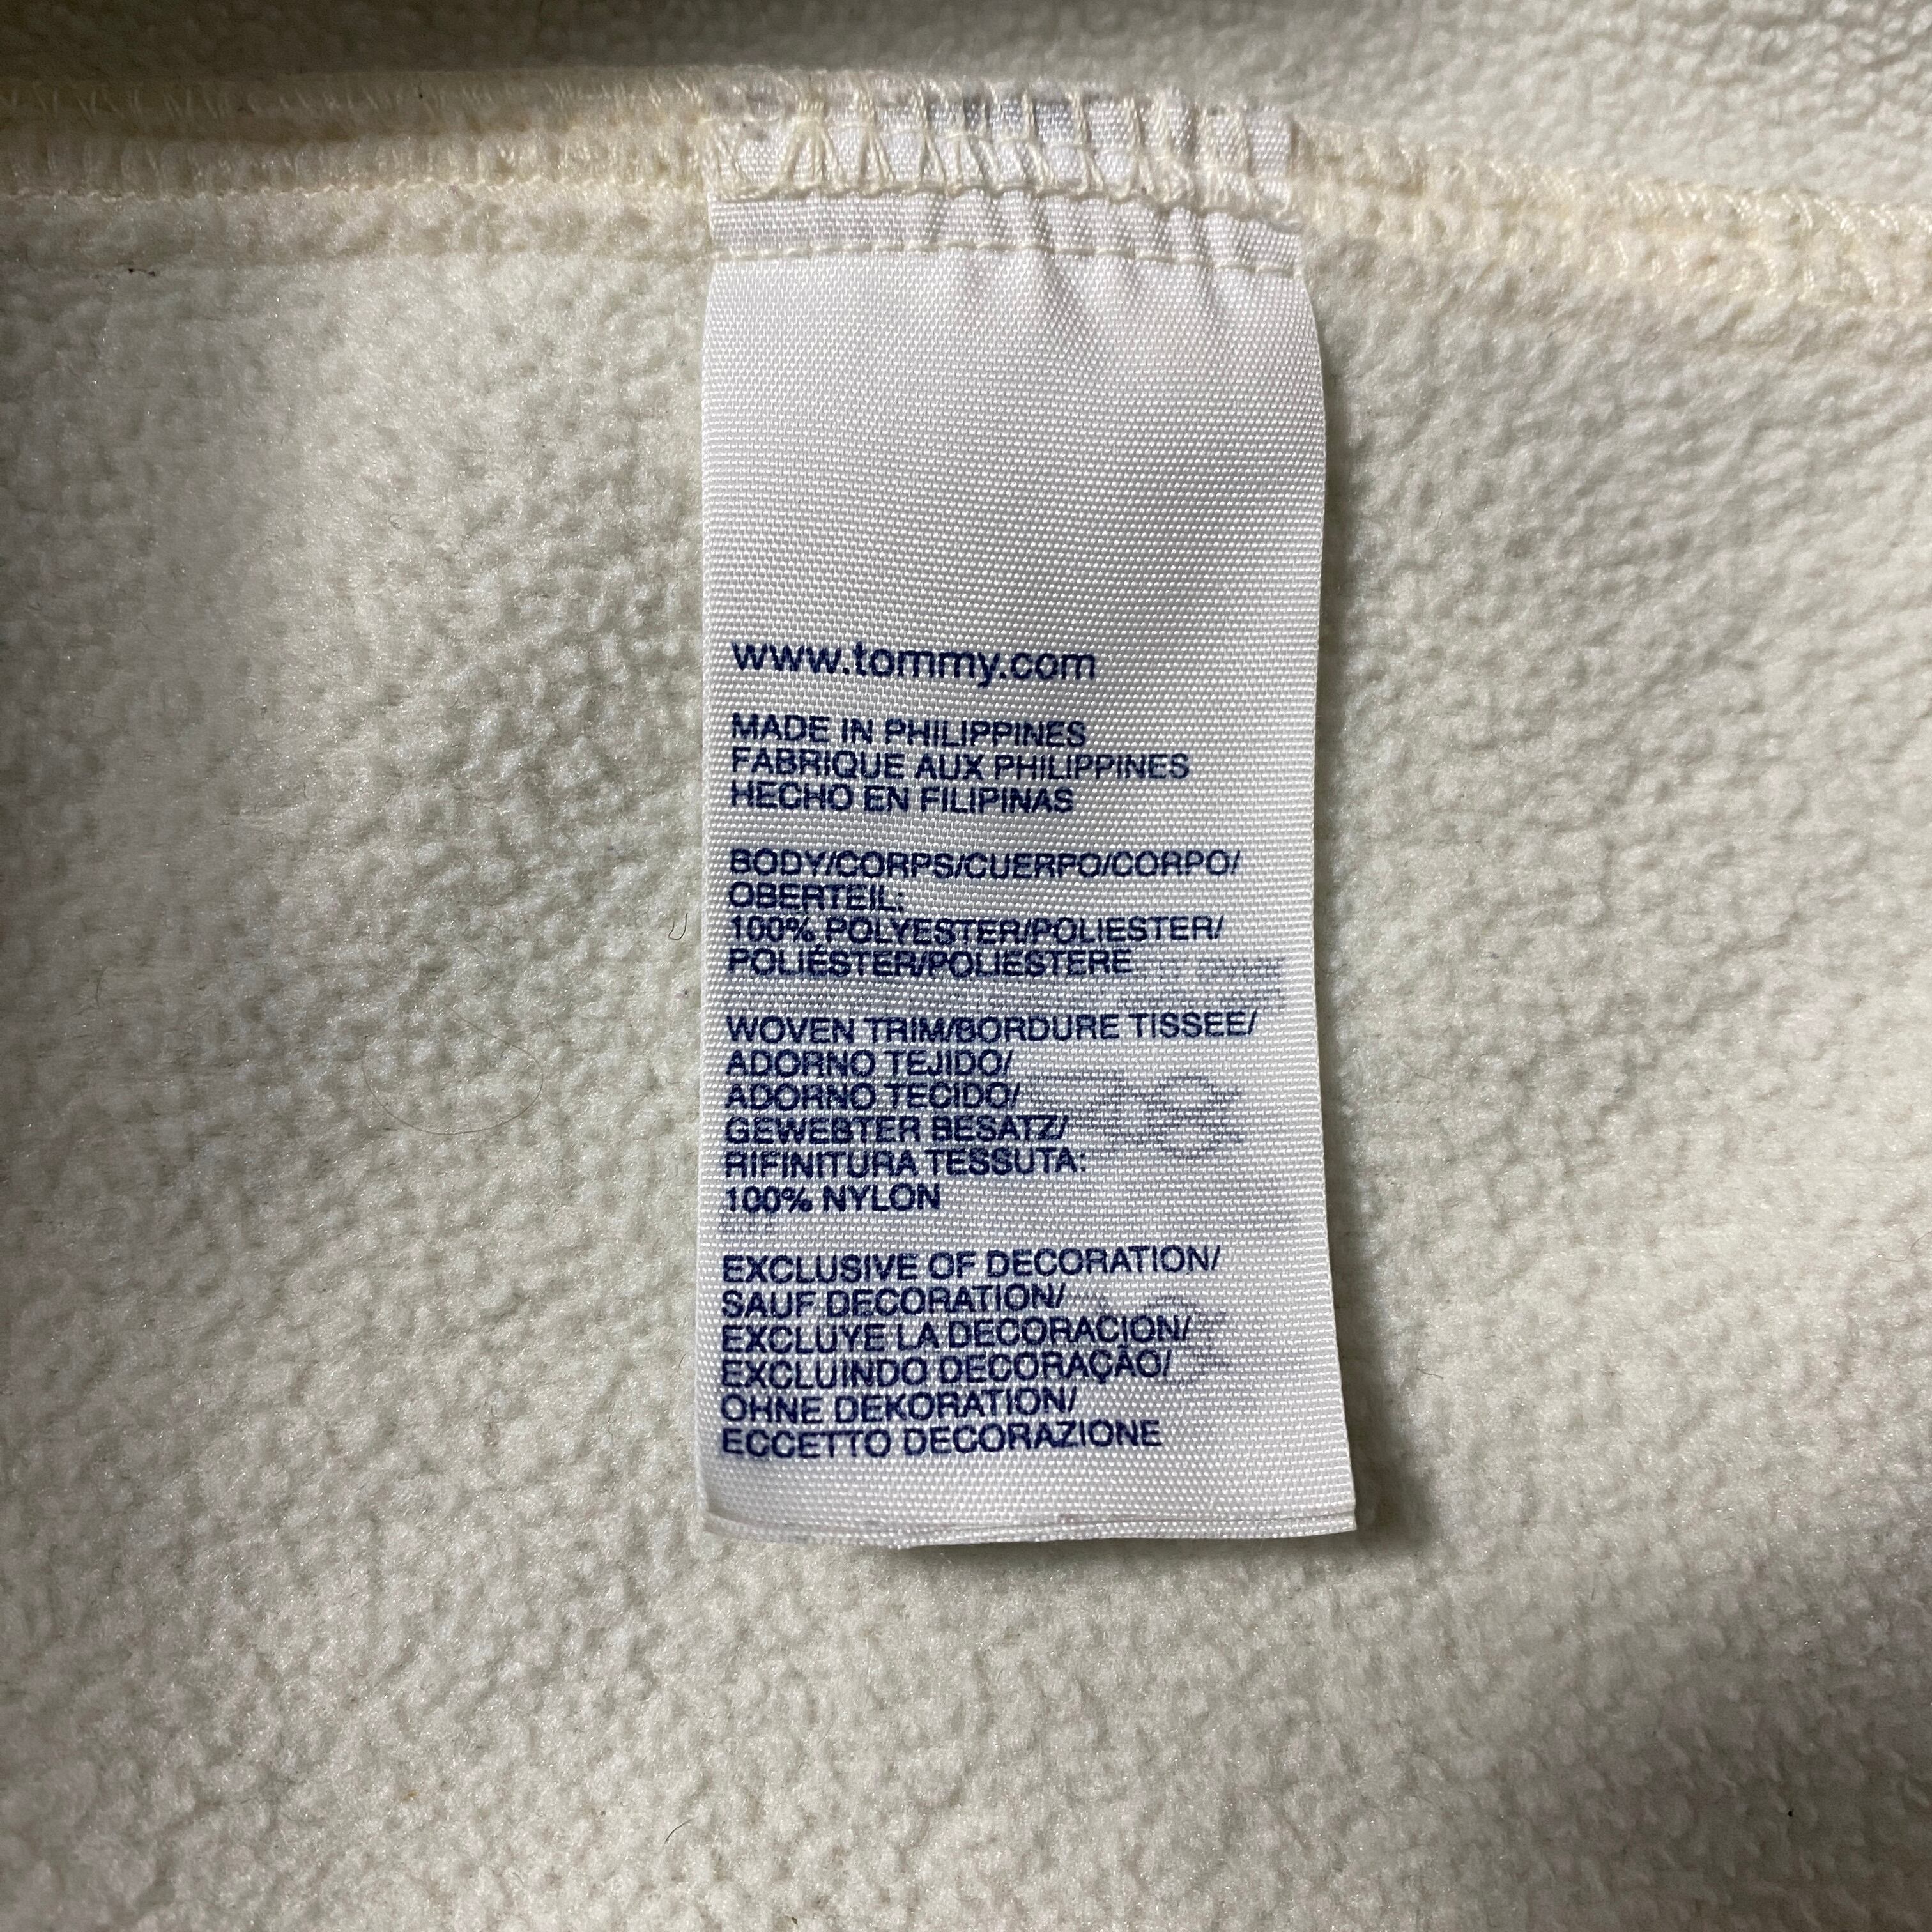 www.tommy.com
MADE IN PHILIPPINES
FABRIQUE AUX PHILIPPINES
HECHO EN FILIPINAS
BODY/CORPS/CUERPO/CORPO/
OBERTEIL:
100% POLYESTER/POLIESTER/
POLIÉSTER/POLIESTERE
WOVEN TRIM/BORDURE TISSEE/
ADORNO TEJIDO/
ADORNO TECIDO/
GEWEBTER BESATZ/
RIFINITURA TESSUTA:
100% NYLON
EXCLUSIVE OF DECORATION/
SAUF DECORATION/
EXCLUYE LA DECORACION/
EXCLUINDO DECORAÇÃO/
OHNE DEKORATION/
ECCETTO DECORAZIONE